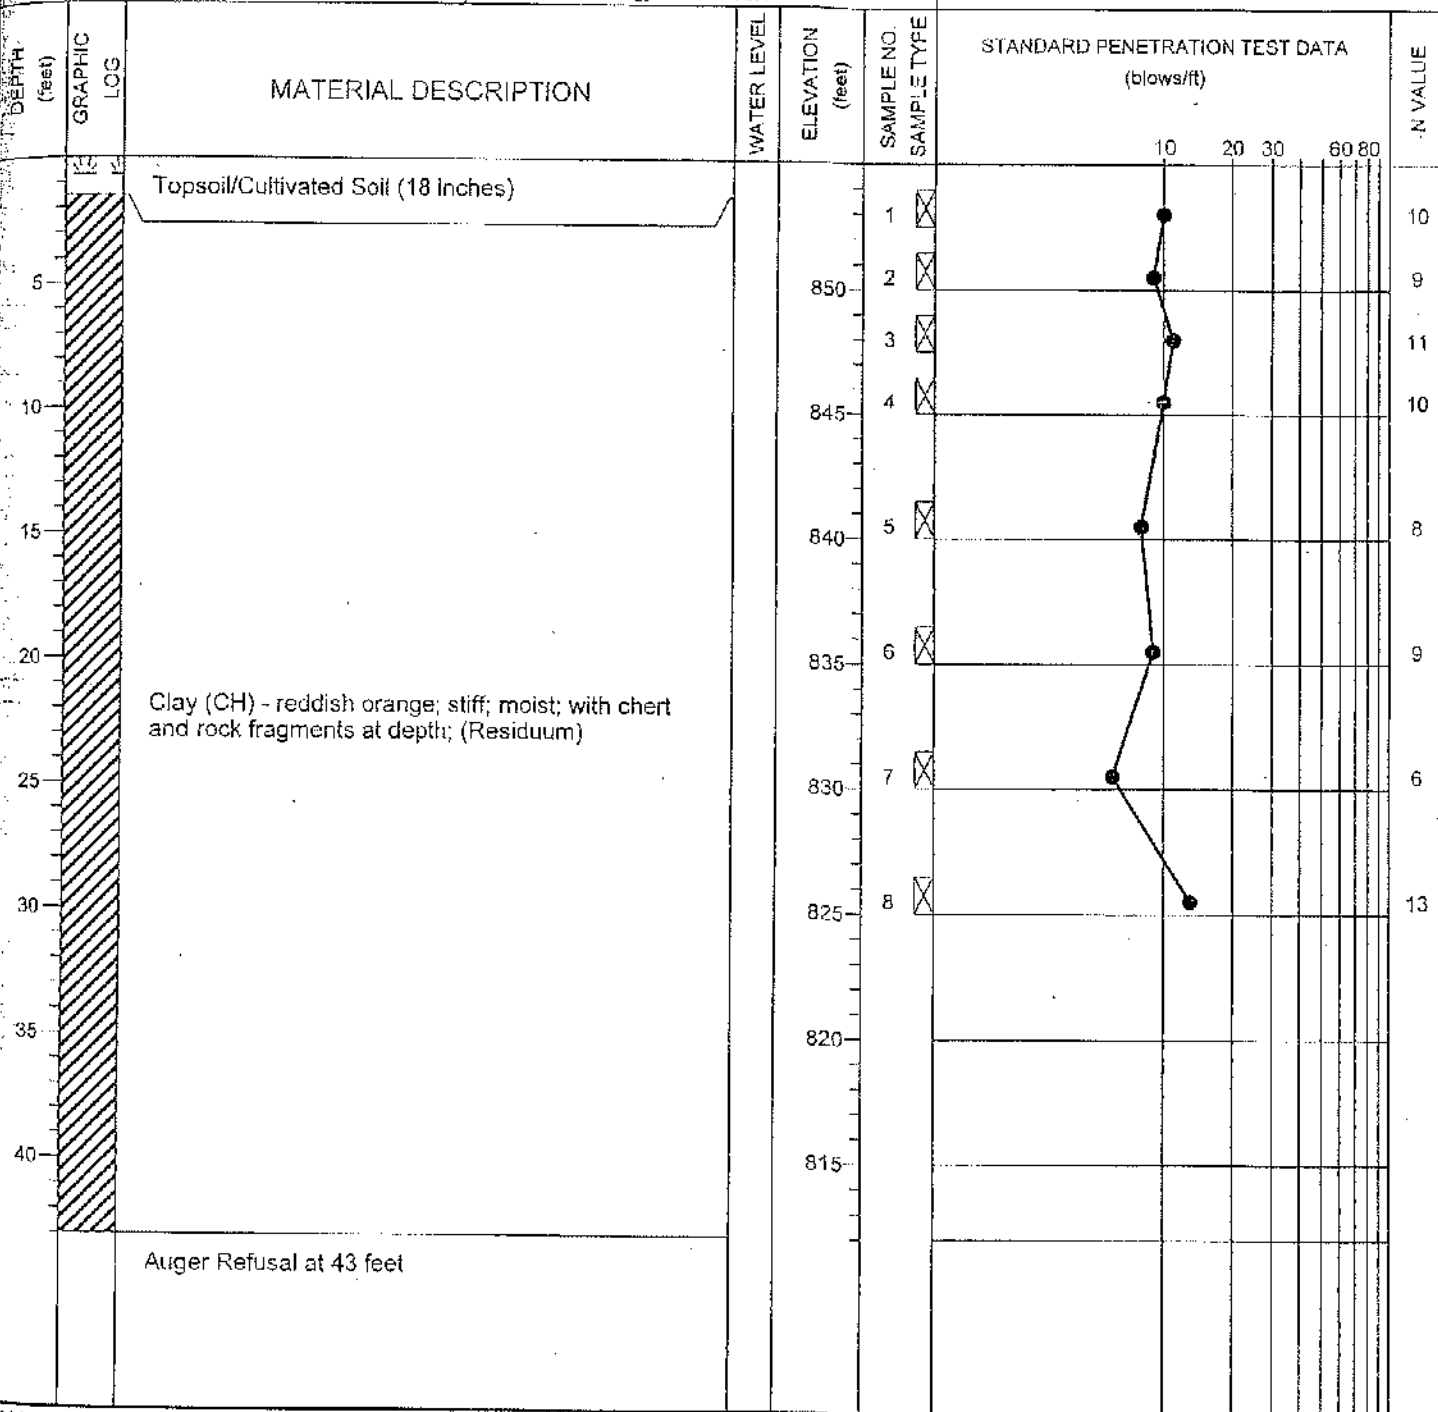 DEPTH
(feet)
GRAPHIC
LOG
MATERIAL DESCRIPTION
WATER LEVEL
ELEVATION
(feet)
SAMPLE NO.
SAMPLE TYPE
STANDARD PENETRATION TEST DATA
(blows/ft)
N VALUE
10 20 30 60 80
Topsoil/Cultivated Soil (18 inches)
1 10
5 850 2 9
3 11
10 845 4 10
15 840 5 8
20 835 6 9
Clay (CH) - reddish orange; stiff; moist; with chert
and rock fragments at depth; (Residuum)
25 830 7 6
30 825 8 13
35 820
40 815
Auger Refusal at 43 feet